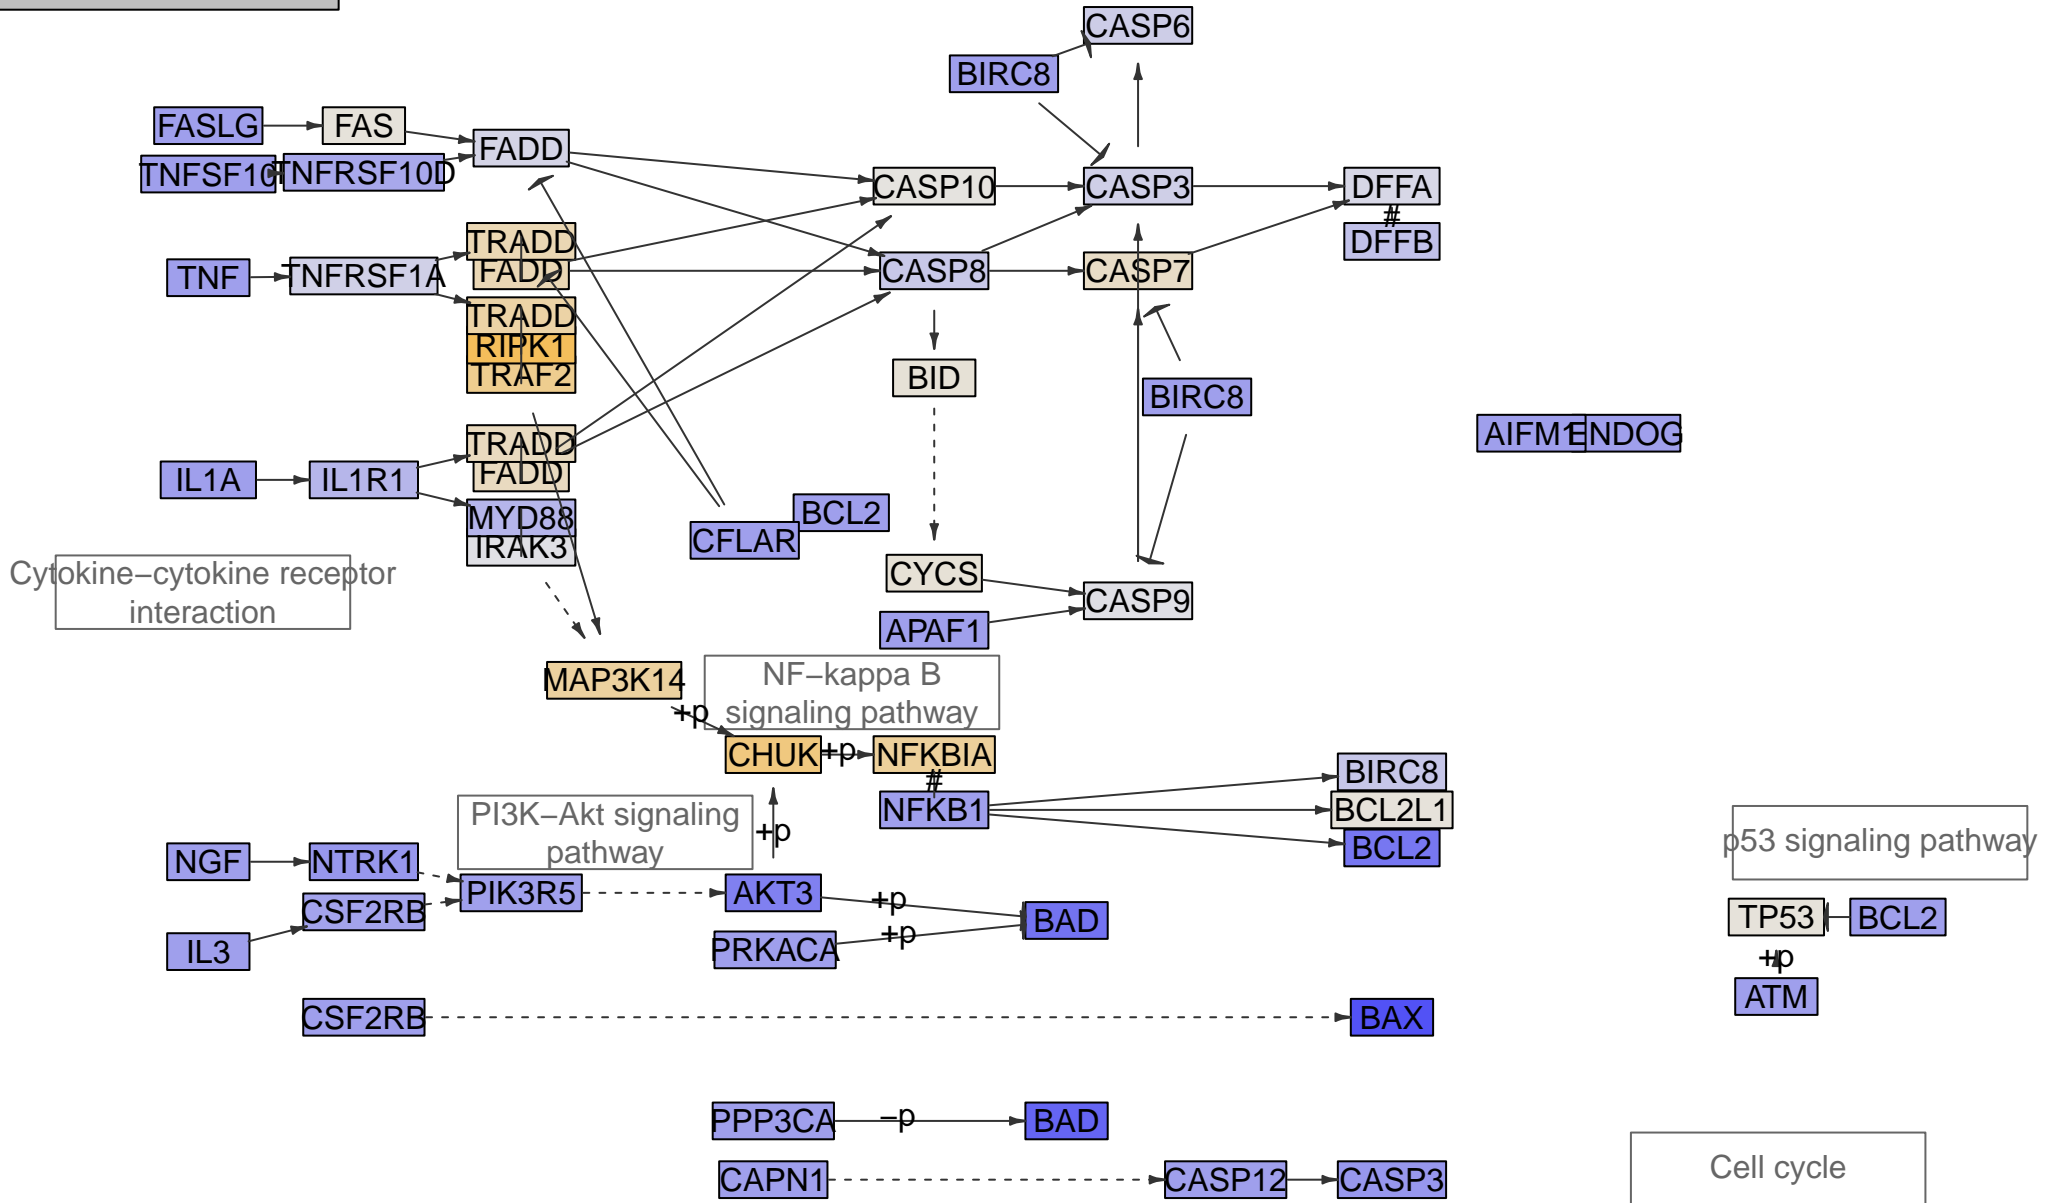 CASP6
BIRC8
FASLG
FAS
FADD
TNFSF10
TNFRSF10D
CASP10
CASP3
DFFA
#
DFFB
TRADD
FADD
TNF
TNFRSF1A
CASP8
CASP7
TRADD
RIPK1
TRAF2
BID
BIRC8
AIFM1
ENDOG
TRADD
FADD
IL1A
IL1R1
MYD88
IRAK3
BCL2
CFLAR
Cytokine–cytokine receptor
interaction
CYCS
CASP9
APAF1
MAP3K14
NF–kappa B
signaling pathway
+p
CHUK
+p
NFKBIA
#
NFKB1
BIRC8
BCL2L1
BCL2
PI3K–Akt signaling
pathway
+p
p53 signaling pathway
NGF
NTRK1
CSF2RB
PIK3R5
AKT3
+p
BAD
IL3
PRKACA
+p
TP53
BCL2
+p
ATM
CSF2RB
BAX
PPP3CA
–p
BAD
Cell cycle
CAPN1
CASP12
CASP3